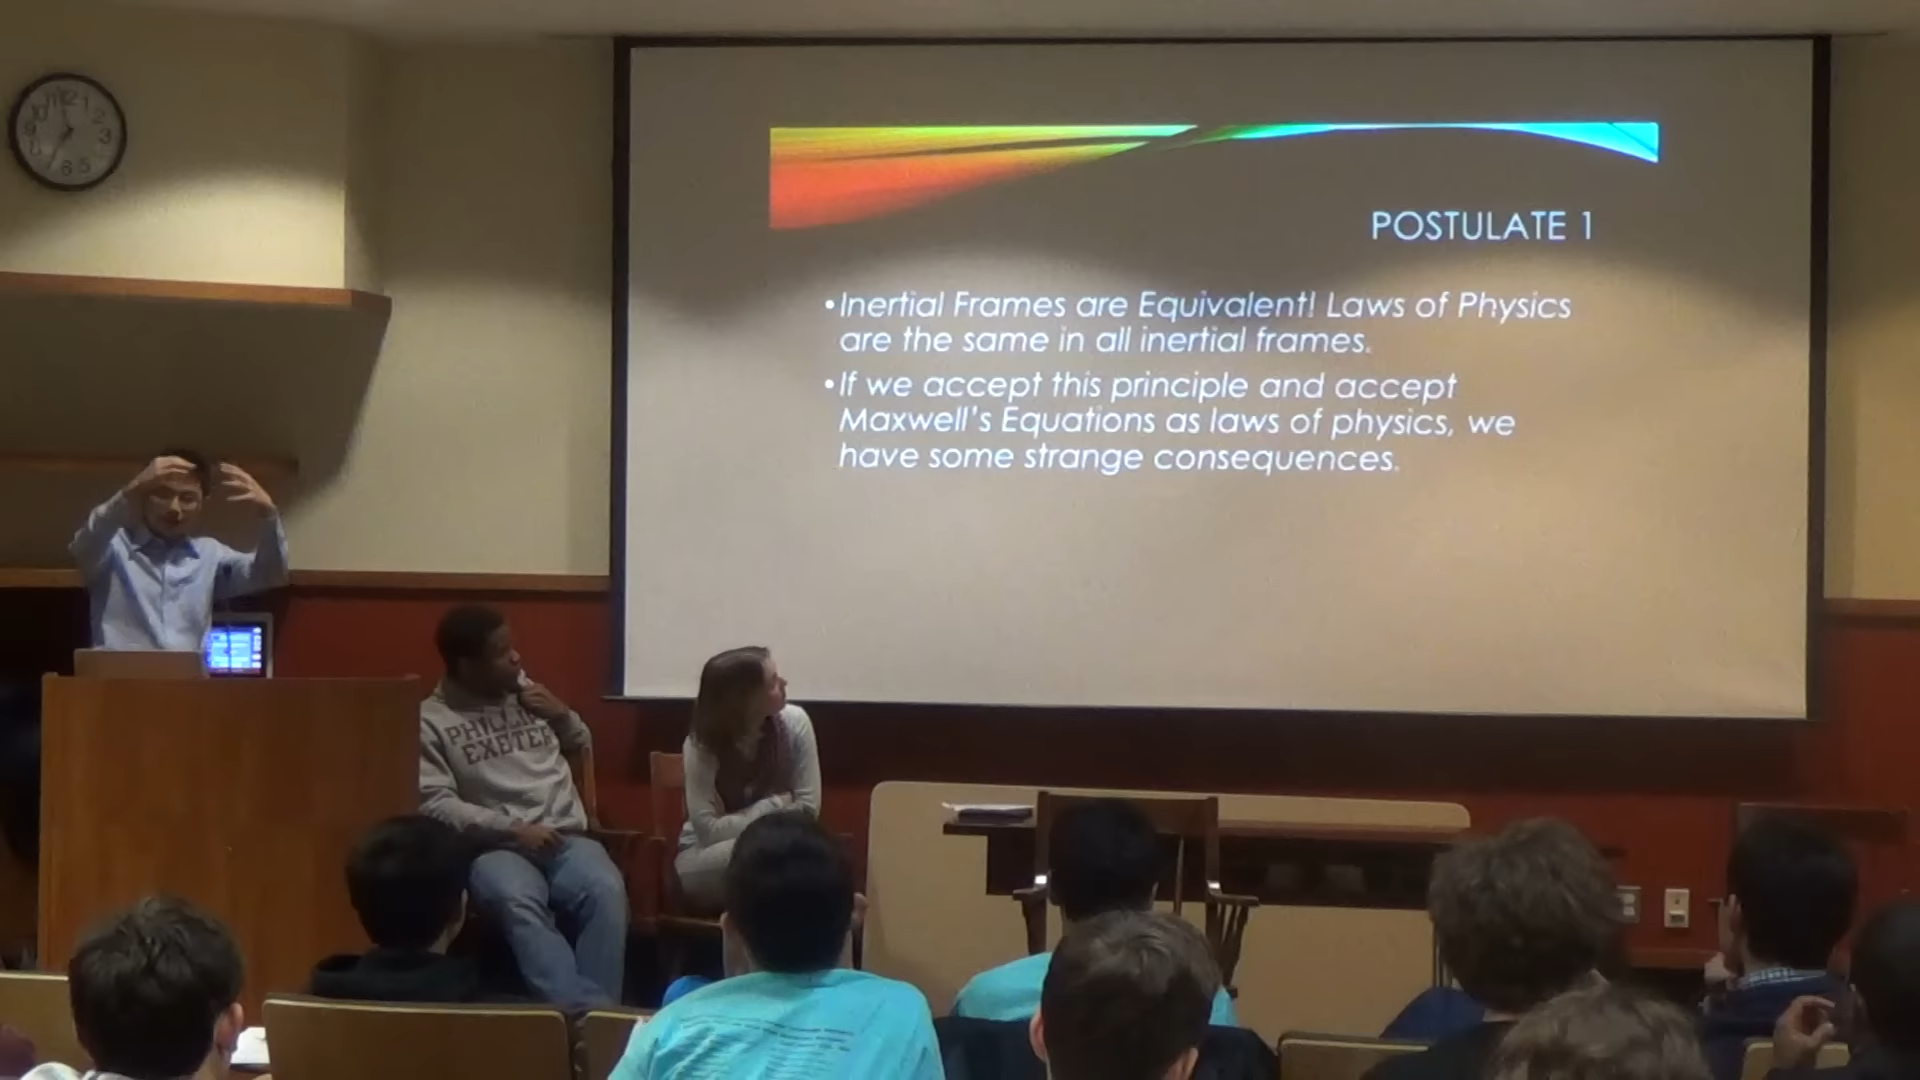 POSTULATE 1
•Inertial Frames are Equivalent! Laws of Physics
are the same in all inertial frames.
•If we accept this principle and accept
Maxwell's Equations as laws of physics, we
have some strange consequences.
PHILLIPS
EXETER